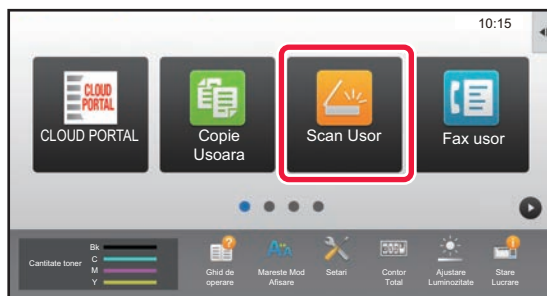 10:15
CLOUD
PORTAL
CLOUD PORTAL
Copie
Usoara
Scan Usor
Fax usor
Cantitate toner
Bk
C
M
Y
Ghid de
operare
Mareste Mod
Afisare
Setari
Contor
Total
Ajustare
Luminozitate
Stare
Lucrare